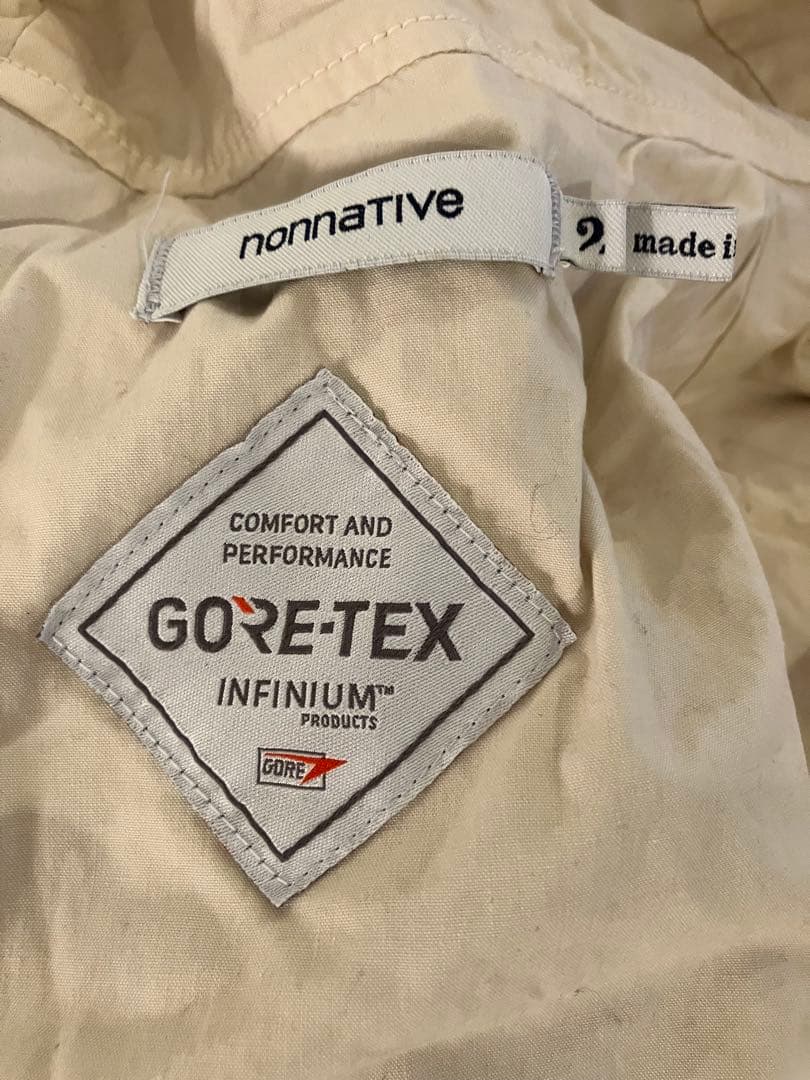 nonnative
2
made i
COMFORT AND
PERFORMANCE
GORE-TEX
INFINIUM™
PRODUCTS
GORE